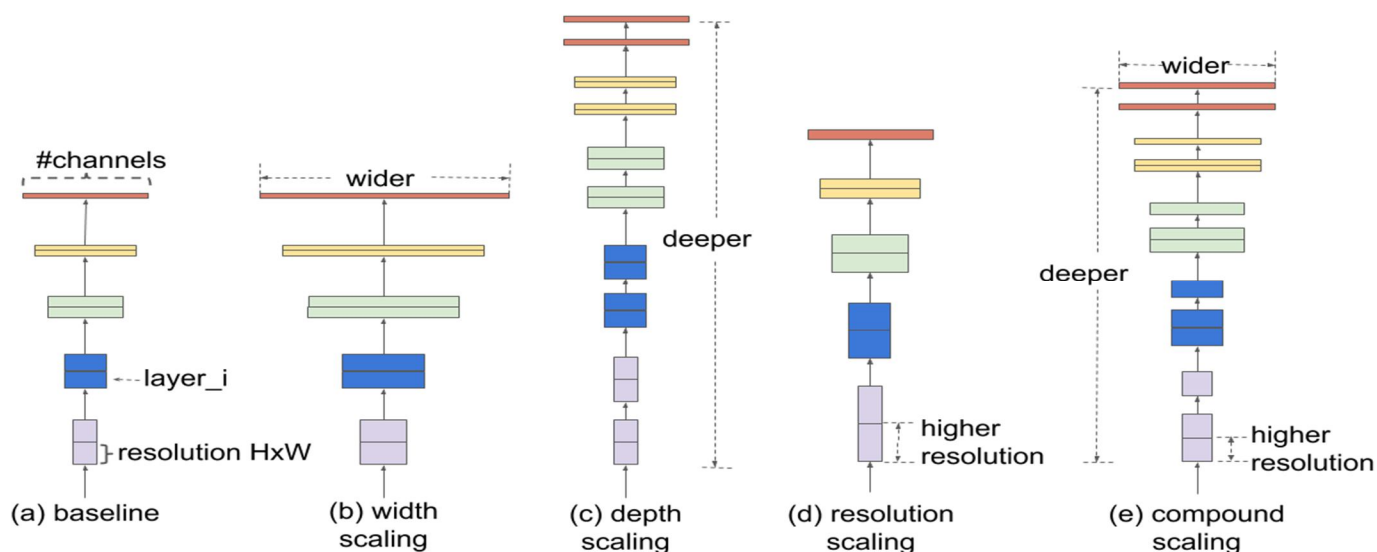 #channels
layer_i
resolution HxW
(a) baseline
wider
(b) width
scaling
deeper
(c) depth
scaling
higher
resolution
(d) resolution
scaling
wider
deeper
higher
resolution
(e) compound
scaling